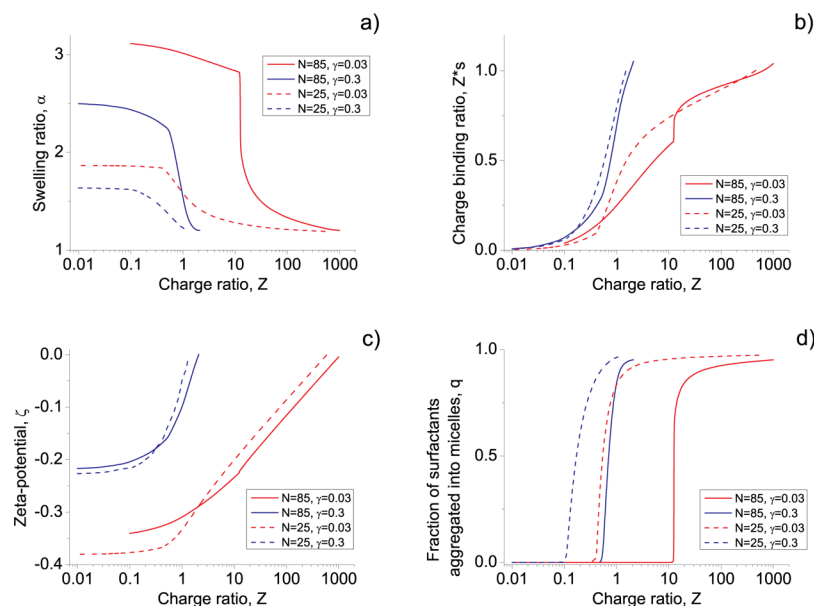 a)
3
2
1
Swelling ratio, α
N=85, γ=0.03
N=85, γ=0.3
N=25, γ=0.03
N=25, γ=0.3
0.01 0.1 1 10 100 1000
Charge ratio, Z
b)
1.0
0.5
0.0
Charge binding ratio, Z*s
N=85, γ=0.03
N=85, γ=0.3
N=25, γ=0.03
N=25, γ=0.3
0.01 0.1 1 10 100 1000
Charge ratio, Z
c)
0.0
-0.1
-0.2
-0.3
-0.4
Zeta-potential, ζ
N=85, γ=0.03
N=85, γ=0.3
N=25, γ=0.03
N=25, γ=0.3
0.01 0.1 1 10 100 1000
Charge ratio, Z
d)
1.0
0.5
0.0
Fraction of surfactants
aggregated into micelles, q
N=85, γ=0.03
N=85, γ=0.3
N=25, γ=0.03
N=25, γ=0.3
0.01 0.1 1 10 100 1000
Charge ratio, Z